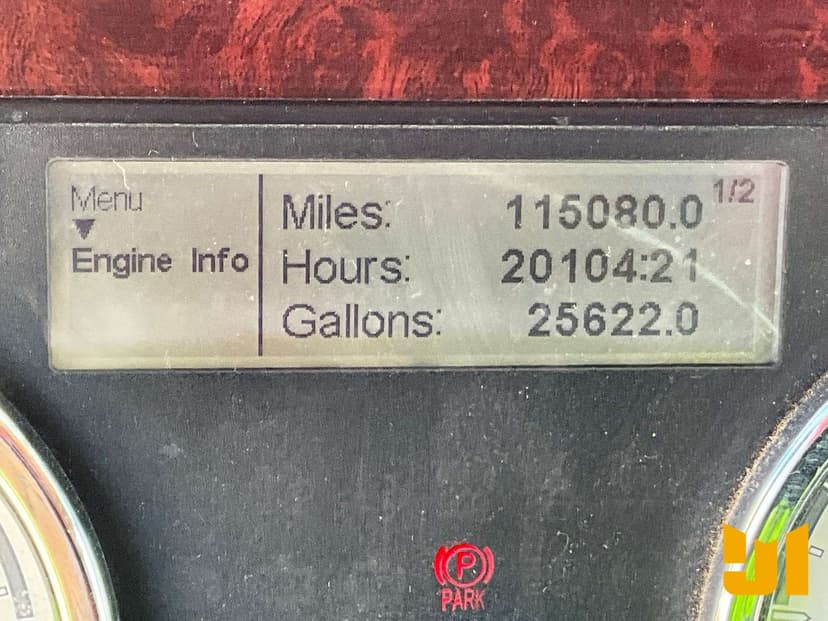 Menu
Engine Info
Miles: 115080.0
Hours: 20104:21
Gallons: 25622.0
1/2
P
PARK